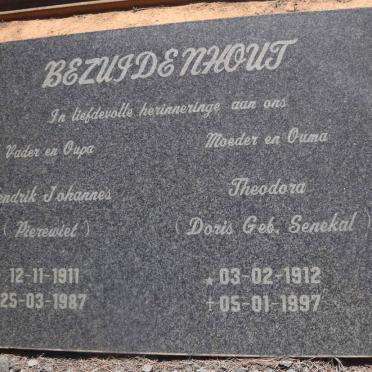 BEZUIDENHOUT
In liefdevolle herinneringe aan ons
Vader en Oupa
endrik Johannes
( Pierewiet )
12-11-1911
25-03-1987
Moeder en Ouma
Theodora
( Doris Geb. Senekal )
★ 03-02-1912
† 05-01-1997